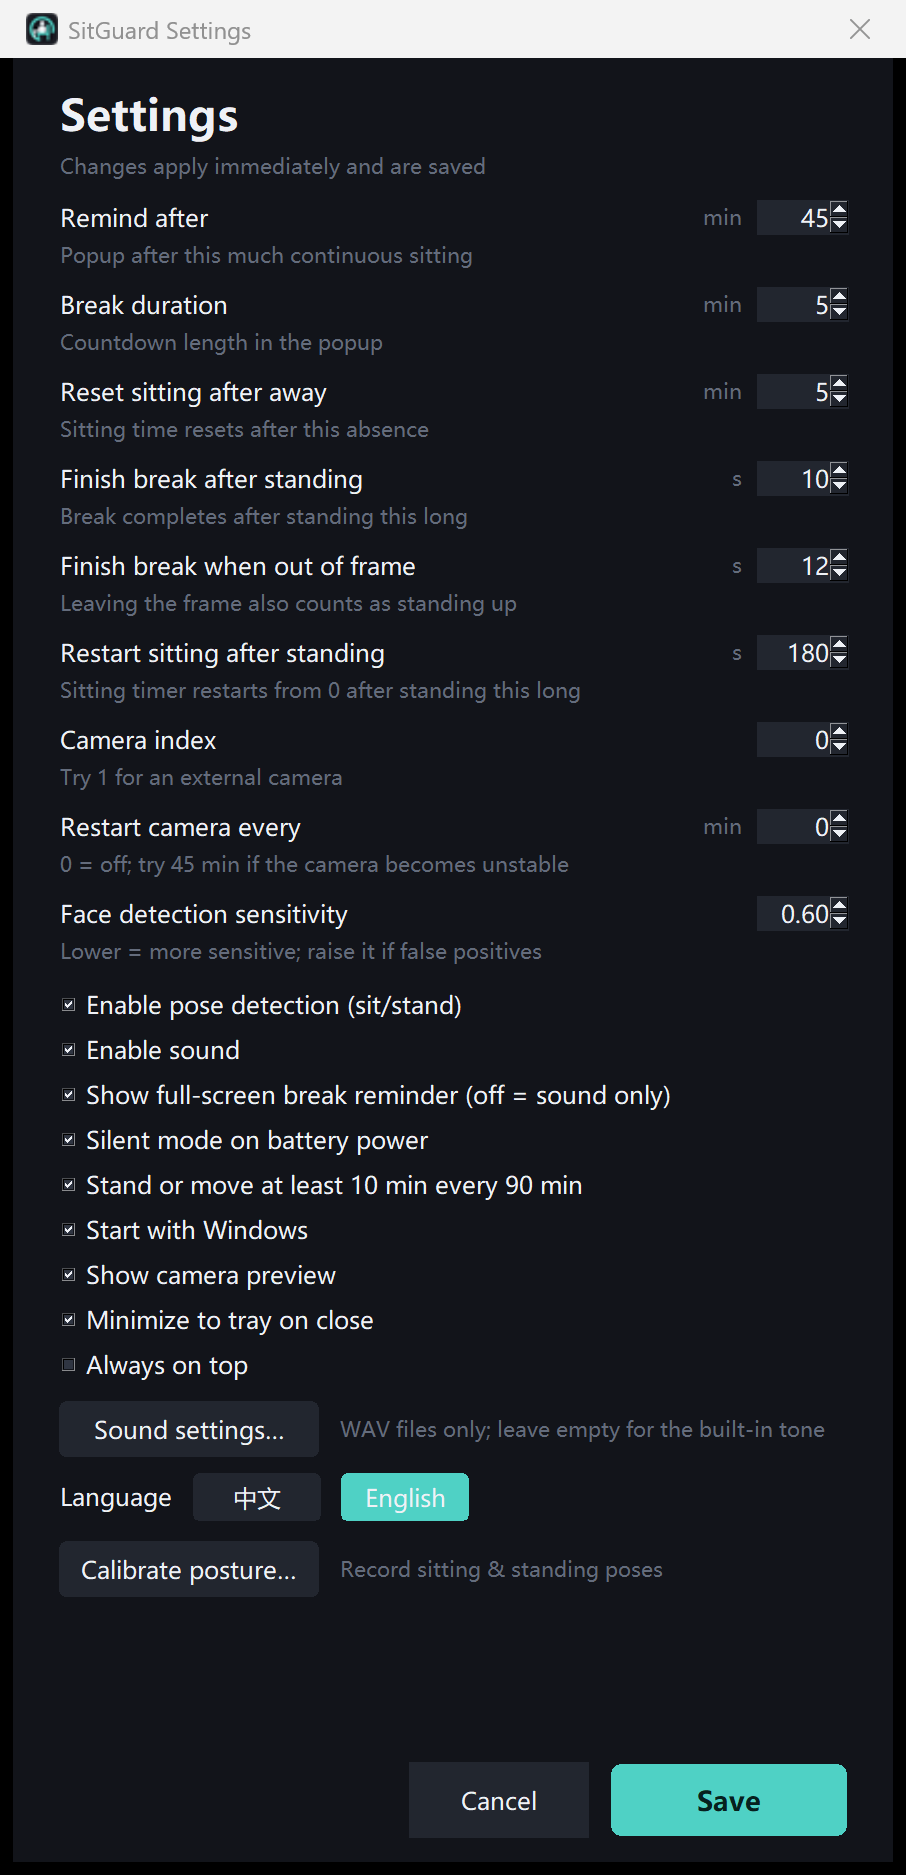 SitGuard Settings
Settings
Changes apply immediately and are saved
Remind after min 45
Popup after this much continuous sitting
Break duration min 5
Countdown length in the popup
Reset sitting after away min 5
Sitting time resets after this absence
Finish break after standing s 10
Break completes after standing this long
Finish break when out of frame s 12
Leaving the frame also counts as standing up
Restart sitting after standing s 180
Sitting timer restarts from 0 after standing this long
Camera index 0
Try 1 for an external camera
Restart camera every min 0
0 = off; try 45 min if the camera becomes unstable
Face detection sensitivity 0.60
Lower = more sensitive; raise it if false positives
Enable pose detection (sit/stand)
Enable sound
Show full-screen break reminder (off = sound only)
Silent mode on battery power
Stand or move at least 10 min every 90 min
Start with Windows
Show camera preview
Minimize to tray on close
Always on top
Sound settings... WAV files only; leave empty for the built-in tone
Language 中文 English
Calibrate posture... Record sitting & standing poses
Cancel Save